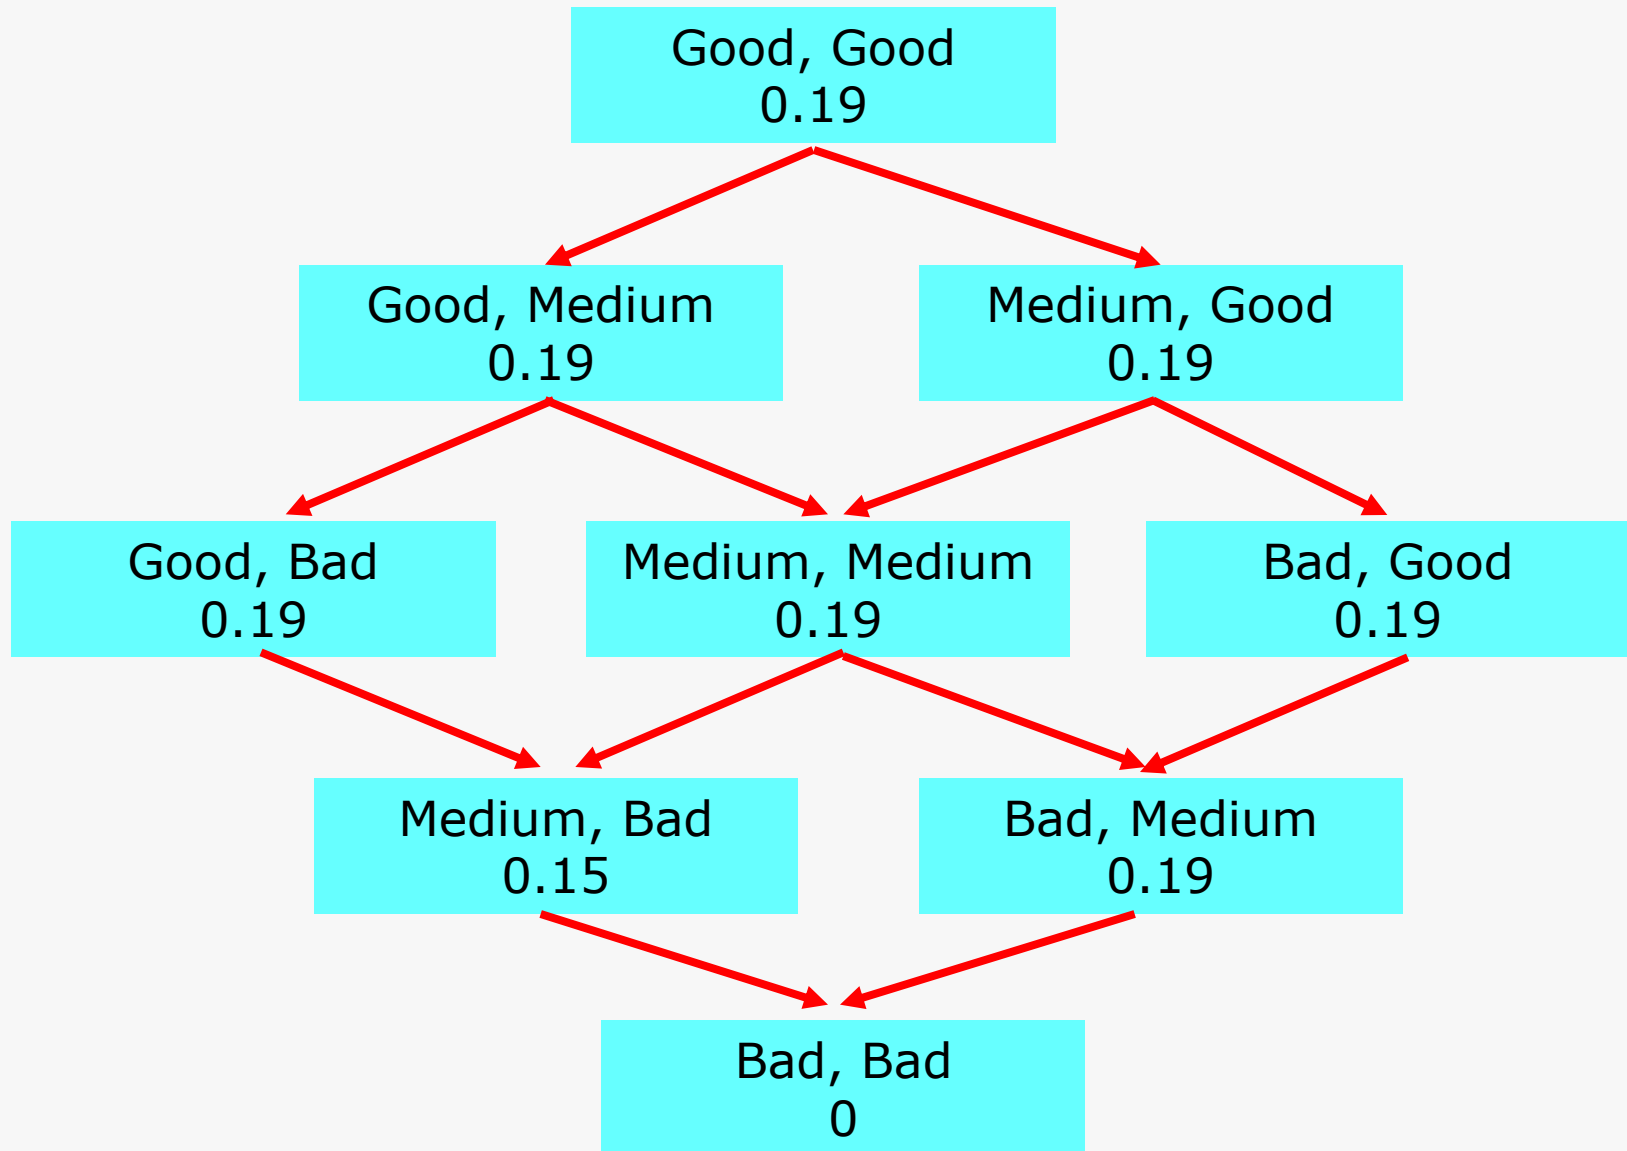 Good, Good
0.19
Good, Medium
0.19
Medium, Good
0.19
Good, Bad
0.19
Medium, Medium
0.19
Bad, Good
0.19
Medium, Bad
0.15
Bad, Medium
0.19
Bad, Bad
0